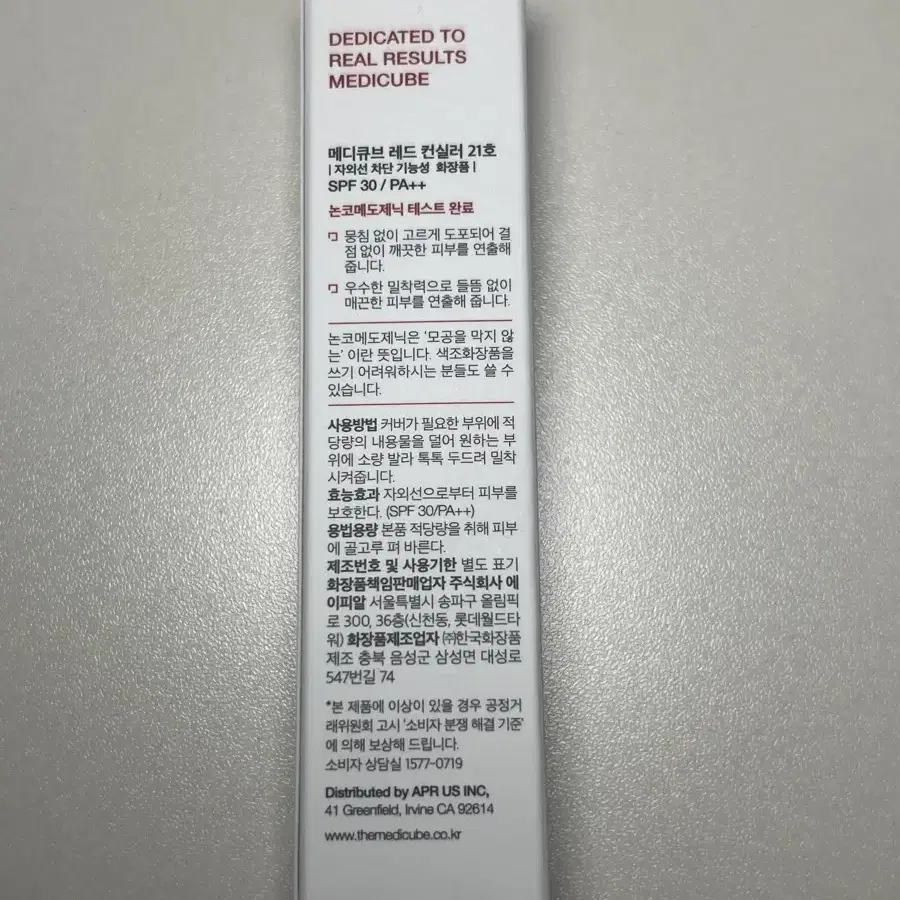 DEDICATED TO
REAL RESULTS
MEDICUBE
메디큐브 레드 컨실러 21호
| 자외선 차단 기능성 화장품 |
SPF 30 / PA++
논코메도제닉 테스트 완료
뭉침 없이 고르게 도포되어 결
점 없이 깨끗한 피부를 연출해
줍니다.
우수한 밀착력으로 들뜸 없이
매끈한 피부를 연출해 줍니다.
논코메도제닉은 '모공을 막지 않
는' 이란 뜻입니다. 색조화장품을
쓰기 어려워하시는 분들도 쓸 수
있습니다.
사용방법 커버가 필요한 부위에 적
당량의 내용물을 덜어 원하는 부
위에 소량 발라 톡톡 두드려 밀착
시켜줍니다.
효능효과 자외선으로부터 피부를
보호한다. (SPF 30/PA++)
용법용량 본품 적당량을 취해 피부
에 골고루 펴 바른다.
제조번호 및 사용기한 별도 표기
화장품책임판매업자 주식회사 에
이피알 서울특별시 송파구 올림픽
로 300, 36층(신천동, 롯데월드타
워) 화장품제조업자 ㈜한국화장품
제조 충북 음성군 삼성면 대성로
547번길 74
*본 제품에 이상이 있을 경우 공정거
래위원회 고시 '소비자 분쟁 해결 기준'
에 의해 보상해 드립니다.
소비자 상담실 1577-0719
Distributed by APR US INC,
41 Greenfield, Irvine CA 92614
www.themedicube.co.kr